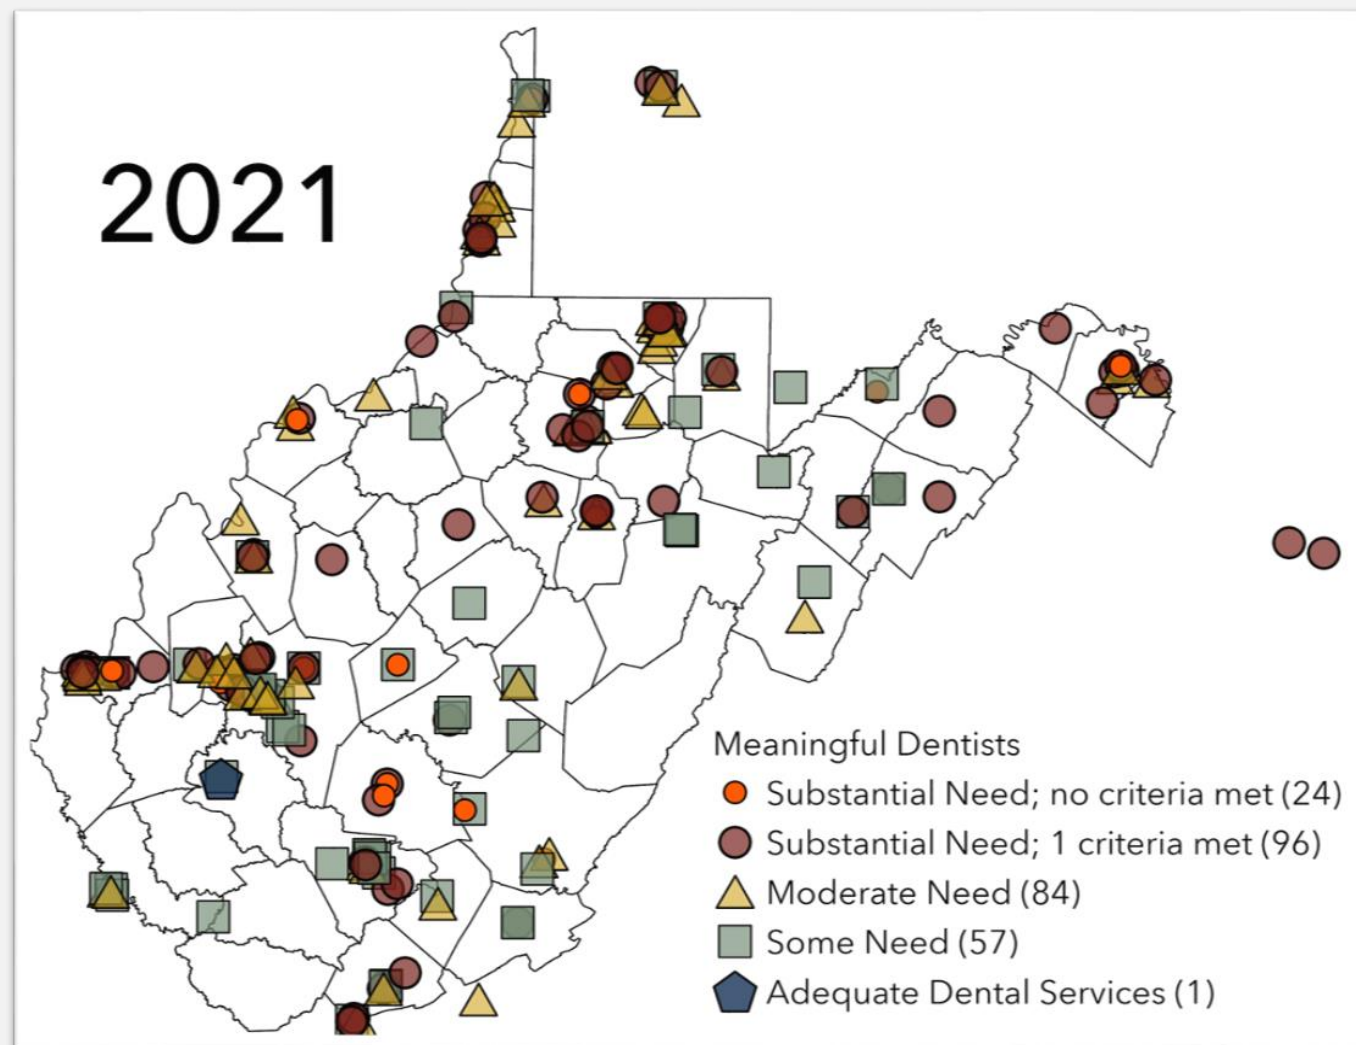 2021
Meaningful Dentists
Substantial Need; no criteria met (24)
Substantial Need; 1 criteria met (96)
Moderate Need (84)
Some Need (57)
Adequate Dental Services (1)